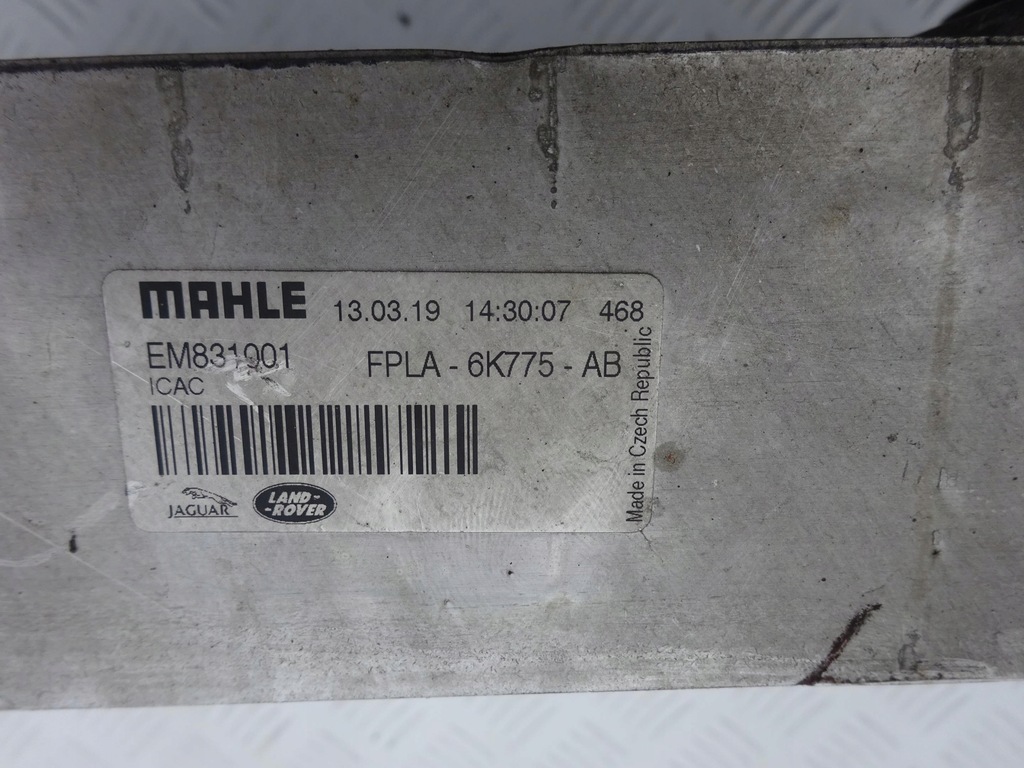 MAHLE 13.03.19 14:30:07 468
EM831001 FPLA - 6K775 - AB
ICAC
JAGUAR LAND-
-ROVER
Made in Czech Republic